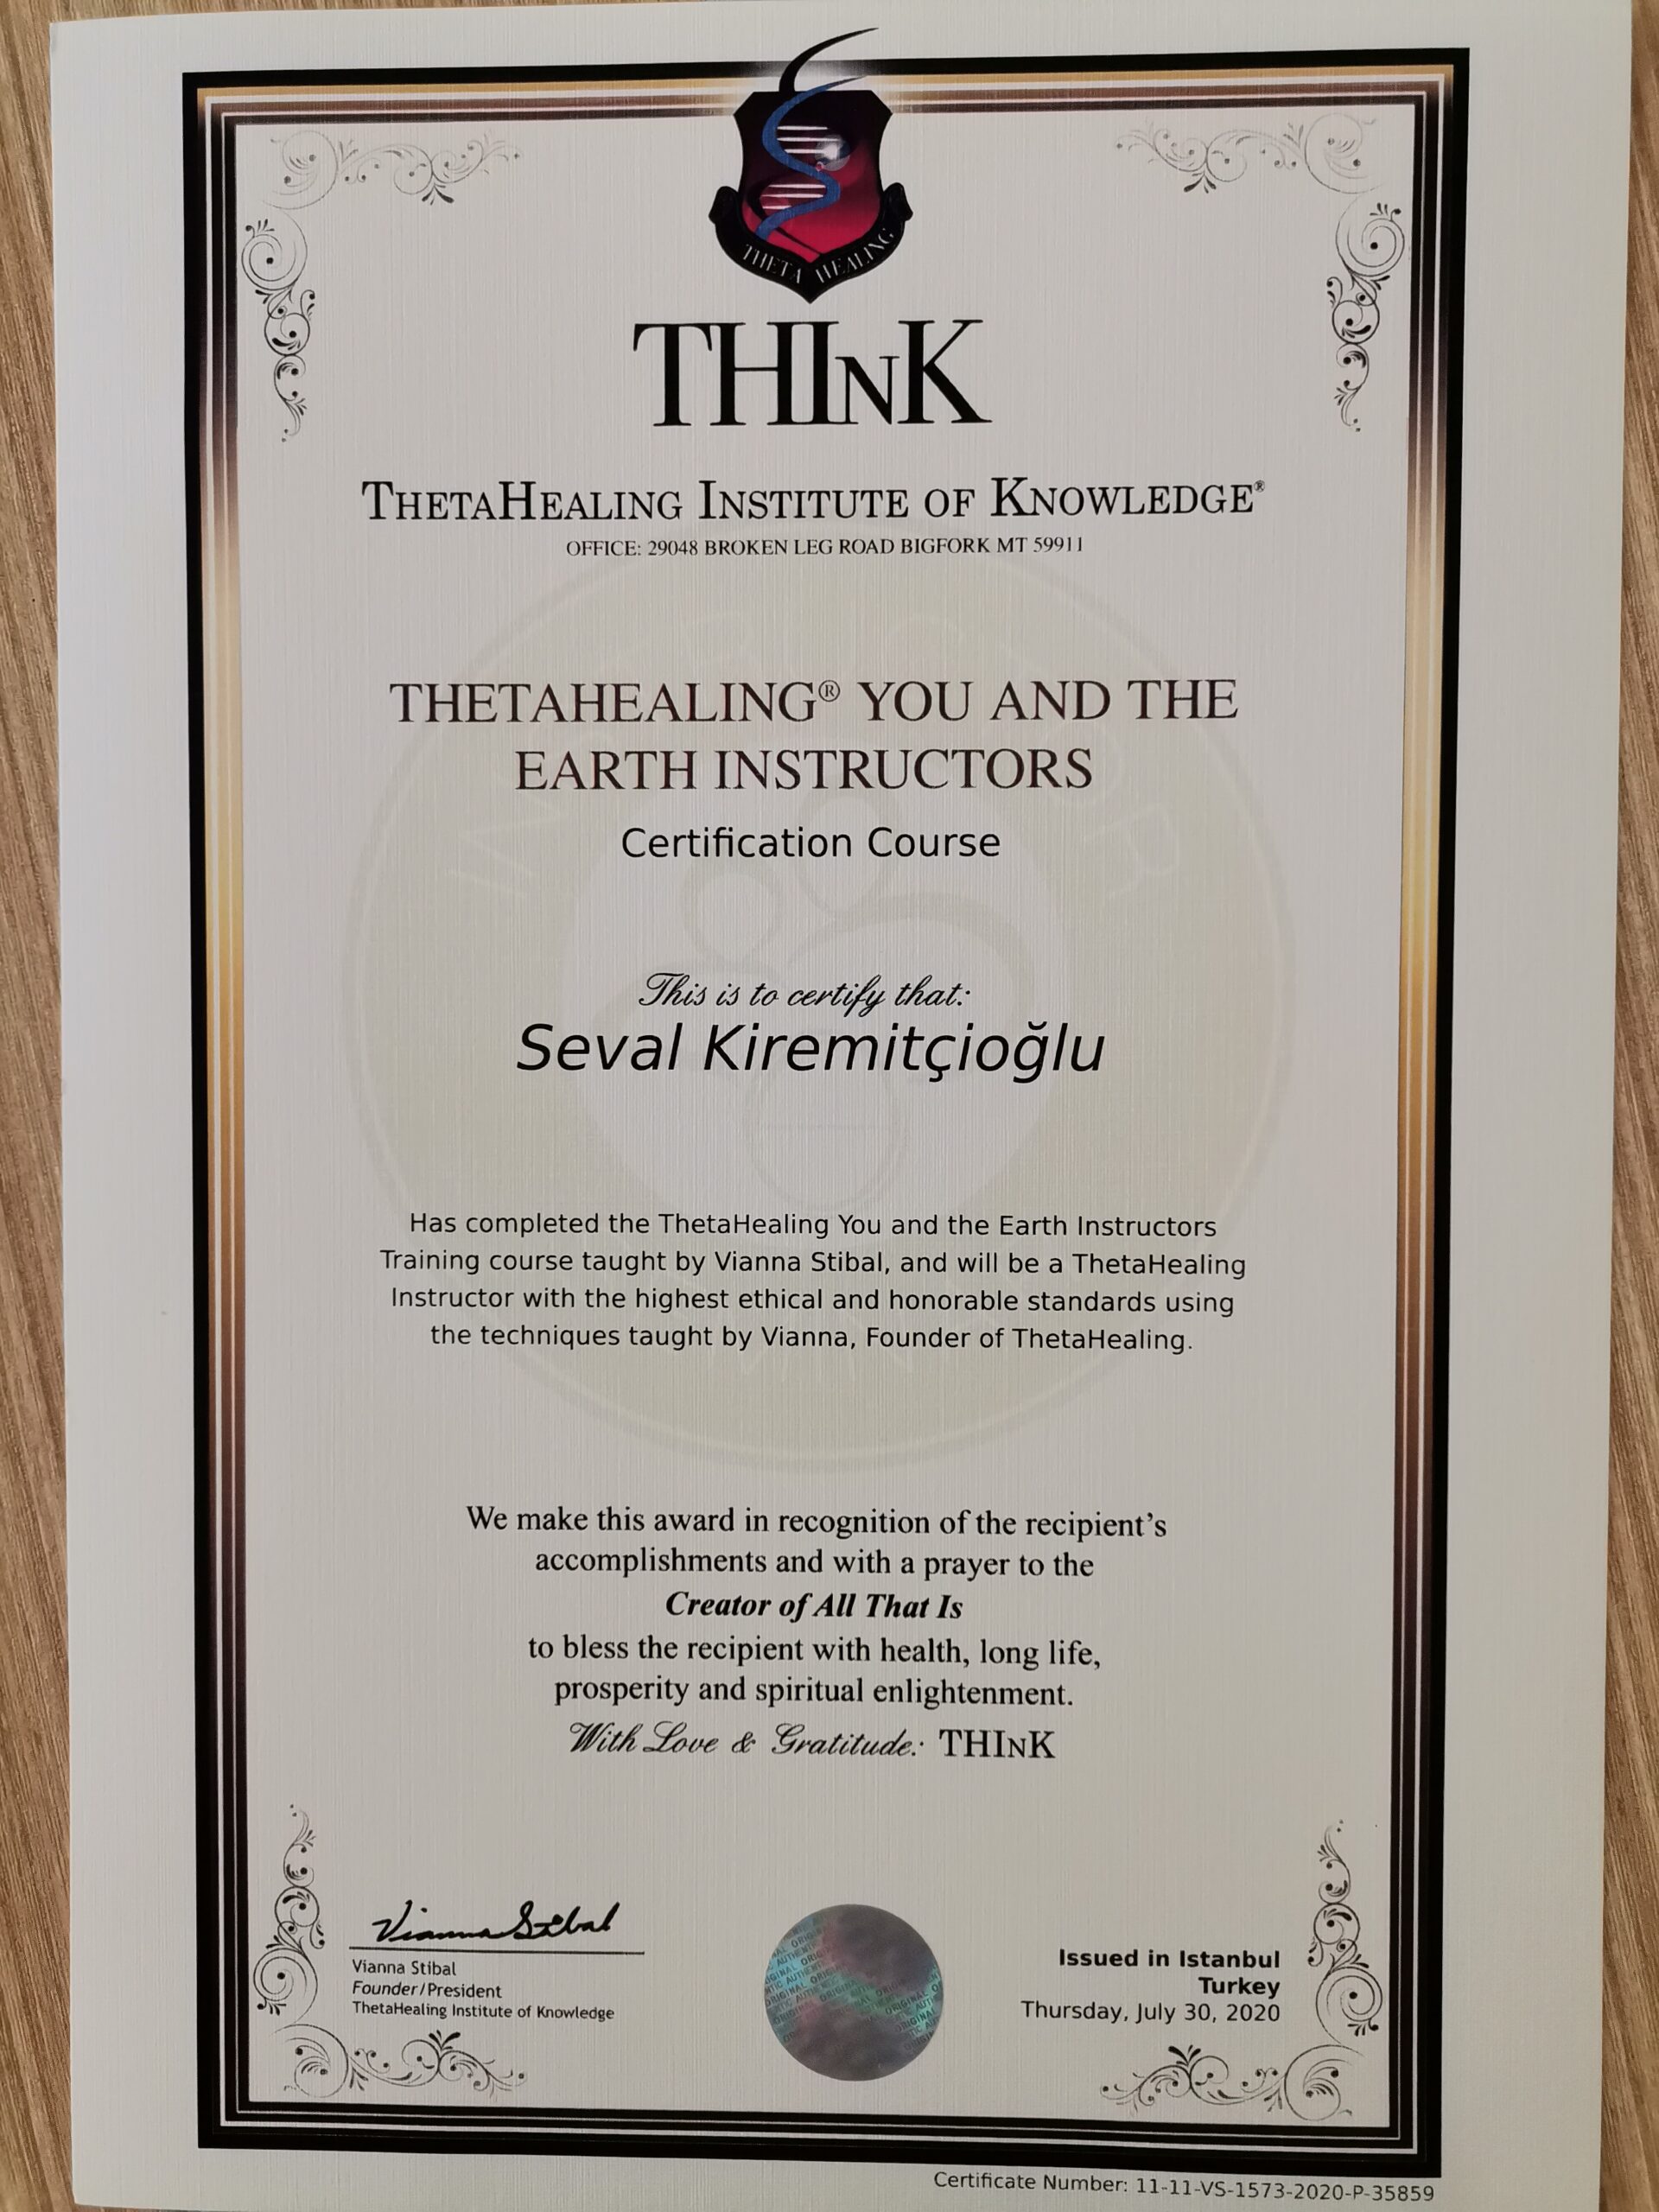 THETA HEALING
THINK
THETAHEALING INSTITUTE OF KNOWLEDGE®
OFFICE: 29048 BROKEN LEG ROAD BIGFORK MT 59911
THETAHEALING® YOU AND THE
EARTH INSTRUCTORS
Certification Course
This is to certify that:
Seval Kiremitçioğlu
Has completed the ThetaHealing You and the Earth Instructors
Training course taught by Vianna Stibal, and will be a ThetaHealing
Instructor with the highest ethical and honorable standards using
the techniques taught by Vianna, Founder of ThetaHealing.
We make this award in recognition of the recipient's
accomplishments and with a prayer to the
Creator of All That Is
to bless the recipient with health, long life,
prosperity and spiritual enlightenment.
With Love & Gratitude: THINK
Vianna Stibal
Vianna Stibal
Founder/President
ThetaHealing Institute of Knowledge
ORIGINAL
AUTHENTIC
Issued in Istanbul
Turkey
Thursday, July 30, 2020
Certificate Number: 11-11-VS-1573-2020-P-35859